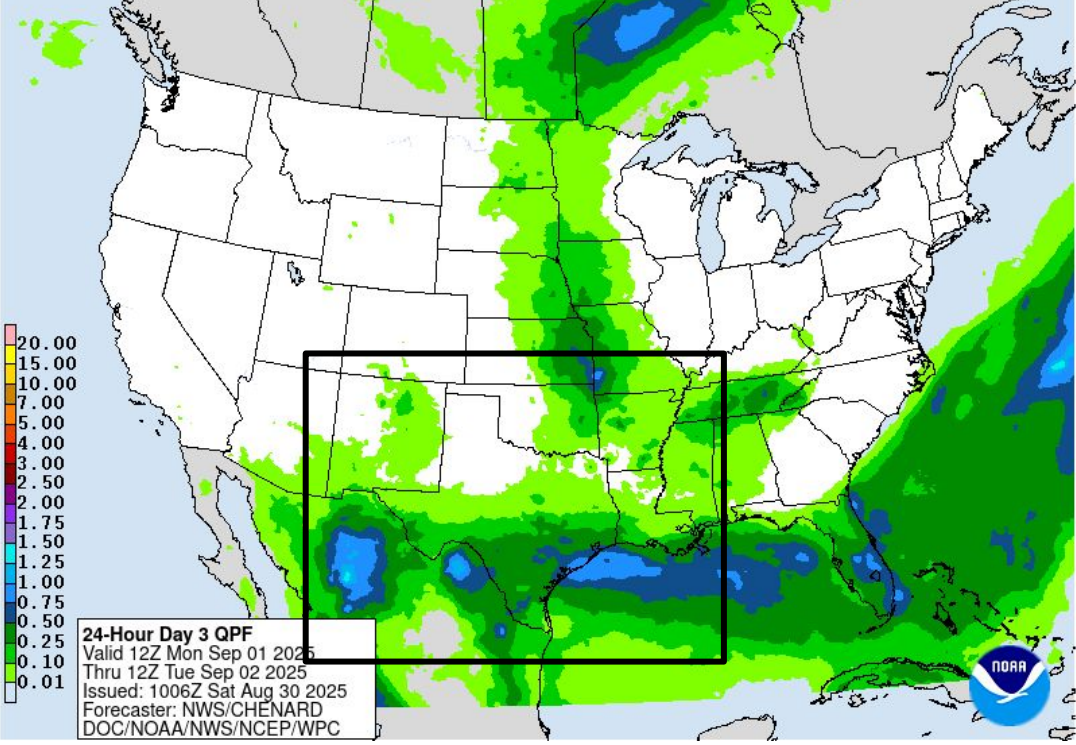 20.00
15.00
10.00
7.00
5.00
4.00
3.00
2.50
2.00
1.75
1.50
1.25
1.00
0.75
0.50
0.25
0.10
0.01
24-Hour Day 3 QPF
Valid 12Z Mon Sep 01 2025
Thru 12Z Tue Sep 02 2025
Issued: 1006Z Sat Aug 30 2025
Forecaster: NWS/CHENARD
DOC/NOAA/NWS/NCEP/WPC
NOAA